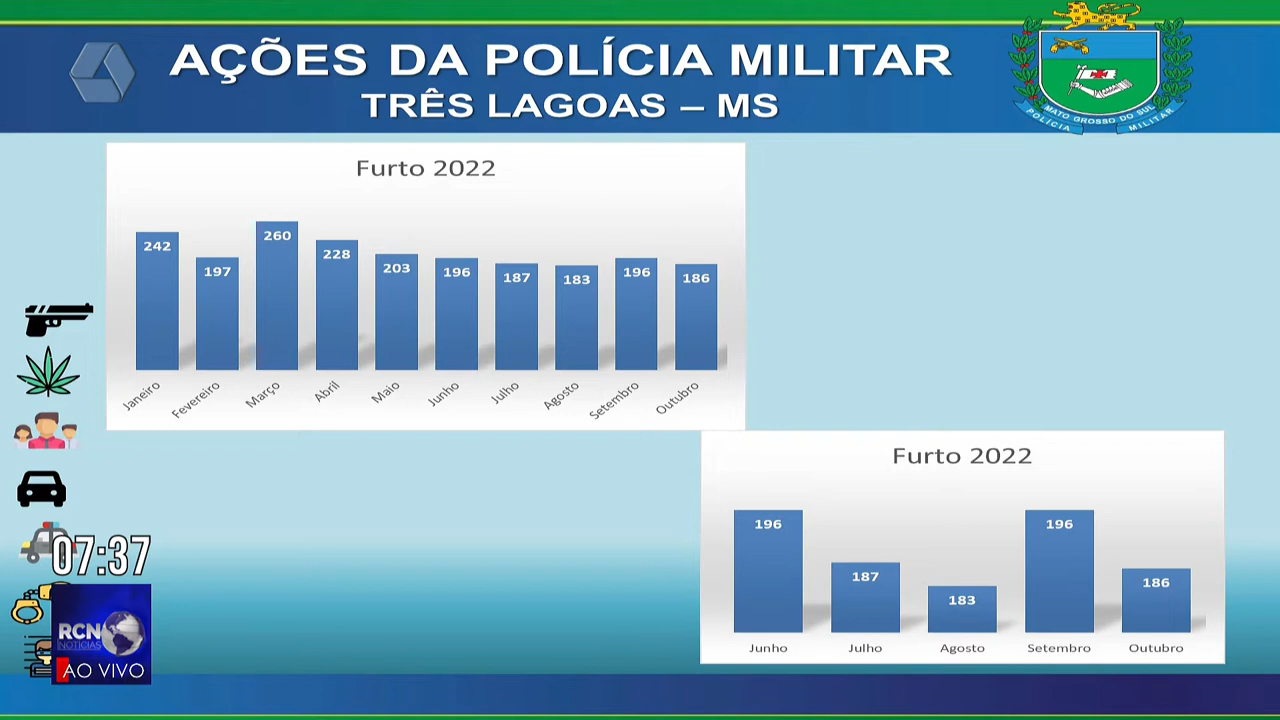 AÇÕES DA POLÍCIA MILITAR
TRÊS LAGOAS – MS
MATO GROSSO DO SUL
POLÍCIA MILITAR
Furto 2022
242 197 260 228 203 196 187 183 196 186
Janeiro Fevereiro Março Abril Maio Junho Julho Agosto Setembro Outubro
Furto 2022
196 187 183 196 186
Junho Julho Agosto Setembro Outubro
07:37
RCN
NOTÍCIAS
AO VIVO